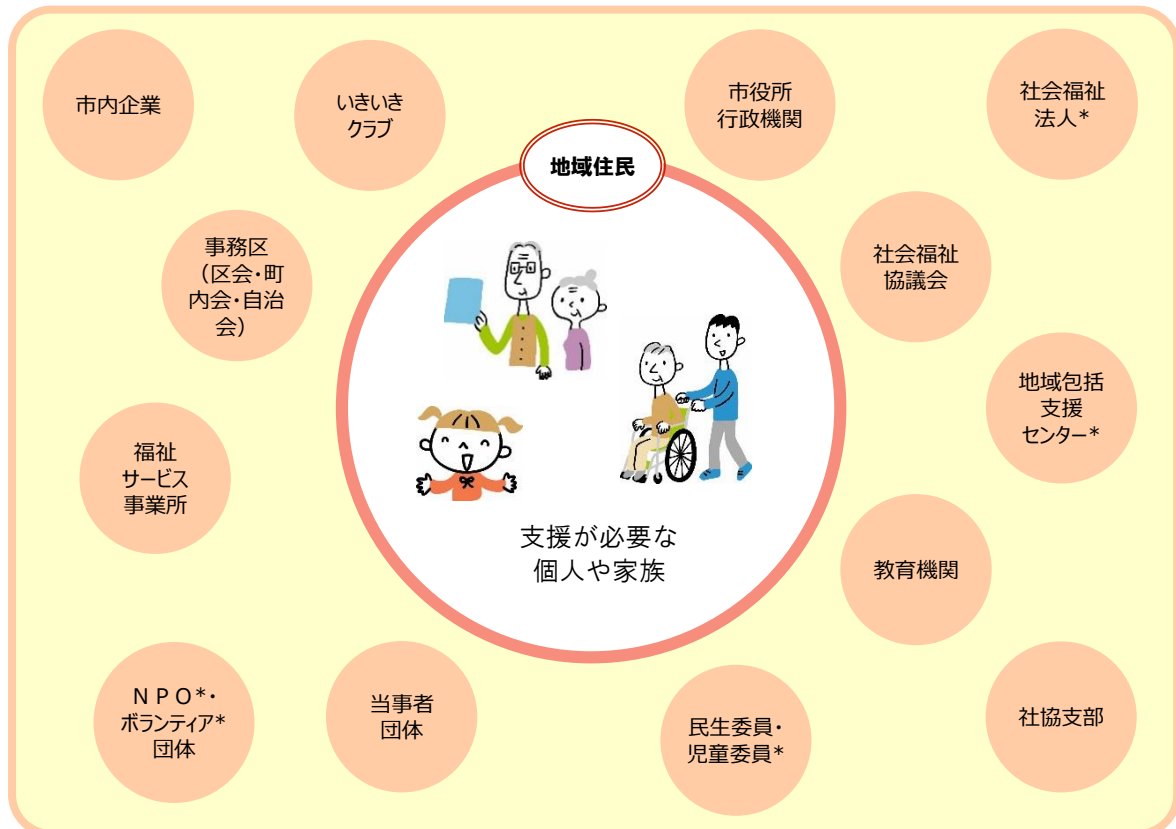 市内企業
いきいき
クラブ
市役所
行政機関
社会福祉
法人*
地域住民
事務区
（区会・町
内会・自治
会）
社会福祉
協議会
地域包括
支援
センター*
福祉
サービス
事業所
支援が必要な
個人や家族
教育機関
ＮＰＯ*・
ボランティア*
団体
当事者
団体
民生委員・
児童委員*
社協支部